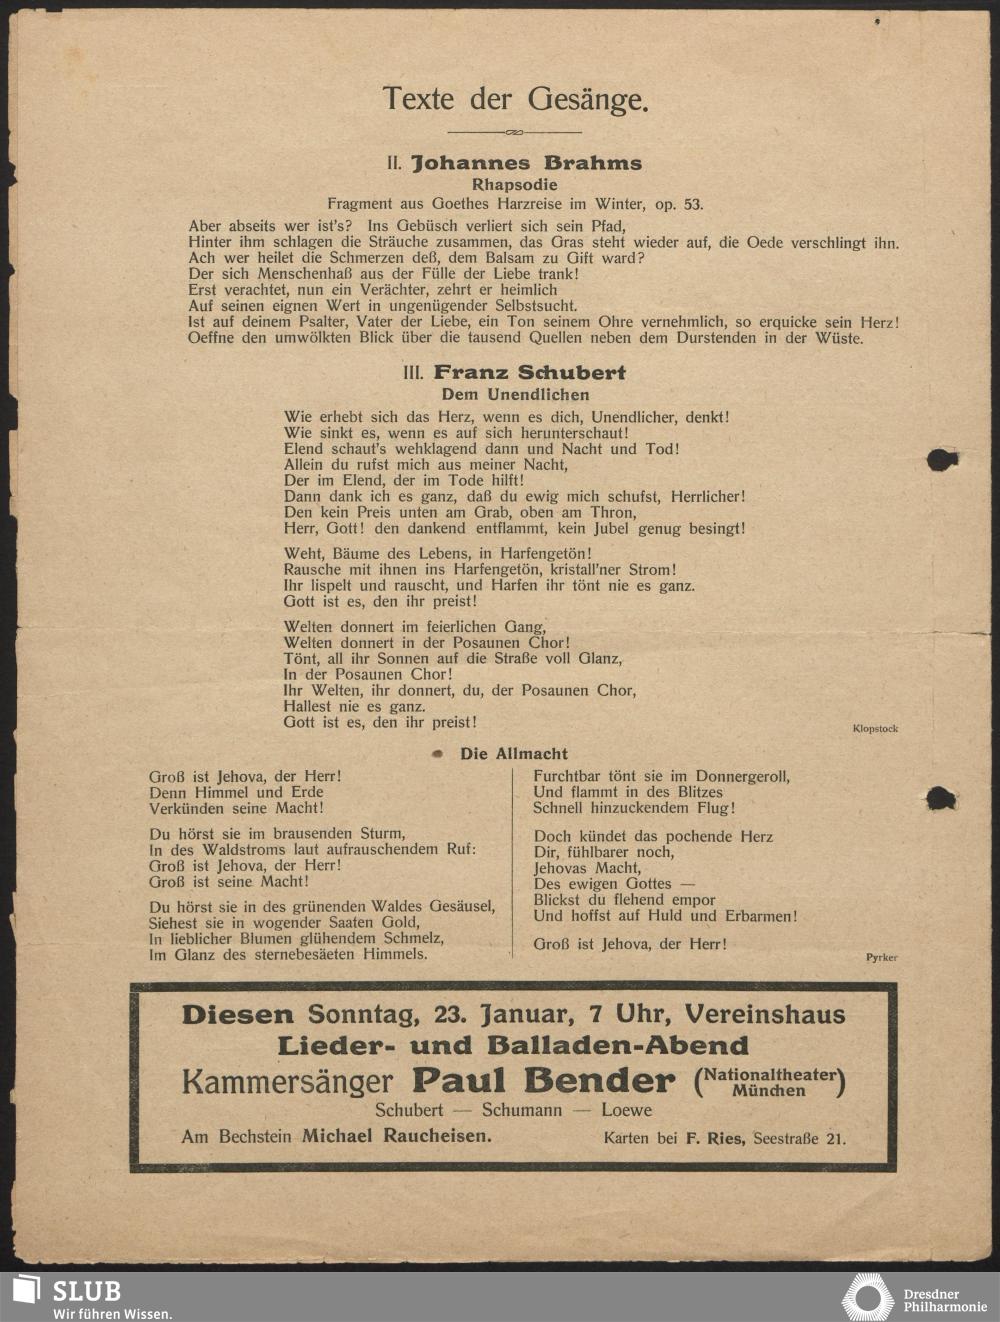 Texte der Gesänge.
II. Johannes Brahms
Rhapsodie
Fragment aus Goethes Harzreise im Winter, op. 53.
Aber abseits wer ist's? Ins Gebüsch verliert sich sein Pfad,
Hinter ihm schlagen die Sträuche zusammen, das Gras steht wieder auf, die Oede verschlingt ihn.
Ach wer heilet die Schmerzen deß, dem Balsam zu Gift ward?
Der sich Menschenhaß aus der Fülle der Liebe trank!
Erst verachtet, nun ein Verächter, zehrt er heimlich
Auf seinen eignen Wert in ungenügender Selbstsucht.
Ist auf deinem Psalter, Vater der Liebe, ein Ton seinem Ohre vernehmlich, so erquicke sein Herz!
Oeffne den umwölkten Blick über die tausend Quellen neben dem Durstenden in der Wüste.
III. Franz Schubert
Dem Unendlichen
Wie erhebt sich das Herz, wenn es dich, Unendlicher, denkt!
Wie sinkt es, wenn es auf sich herunterschaut!
Elend schaut's wehklagend dann und Nacht und Tod!
Allein du rufst mich aus meiner Nacht,
Der im Elend, der im Tode hilft!
Dann dank ich es ganz, daß du ewig mich schufst, Herrlicher!
Den kein Preis unten am Grab, oben am Thron,
Herr, Gott! den dankend entflammt, kein Jubel genug besingt!
Weht, Bäume des Lebens, in Harfengetön!
Rausche mit ihnen ins Harfengetön, kristall'ner Strom!
Ihr lispelt und rauscht, und Harfen ihr tönt nie es ganz.
Gott ist es, den ihr preist!
Welten donnert im feierlichen Gang,
Welten donnert in der Posaunen Chor!
Tönt, all ihr Sonnen auf die Straße voll Glanz,
In der Posaunen Chor!
Ihr Welten, ihr donnert, du, der Posaunen Chor,
Hallest nie es ganz.
Gott ist es, den ihr preist!
Klopstock
Die Allmacht
Groß ist Jehova, der Herr!
Denn Himmel und Erde
Verkünden seine Macht!
Du hörst sie im brausenden Sturm,
In des Waldstroms laut aufrauschendem Ruf:
Groß ist Jehova, der Herr!
Groß ist seine Macht!
Du hörst sie in des grünenden Waldes Gesäusel,
Siehest sie in wogender Saaten Gold,
In lieblicher Blumen glühendem Schmelz,
Im Glanz des sternebesäeten Himmels.
Furchtbar tönt sie im Donnergeroll,
Und flammt in des Blitzes
Schnell hinzuckendem Flug!
Doch kündet das pochende Herz
Dir, fühlbarer noch,
Jehovas Macht,
Des ewigen Gottes —
Blickst du flehend empor
Und hoffst auf Huld und Erbarmen!
Groß ist Jehova, der Herr!
Pyrker
Diesen Sonntag, 23. Januar, 7 Uhr, Vereinshaus
Lieder- und Balladen-Abend
Kammersänger Paul Bender (Nationaltheater München)
Schubert — Schumann — Loewe
Am Bechstein Michael Raucheisen. Karten bei F. Ries, Seestraße 21.
SLUB
Wir führen Wissen.
Dresdner
Philharmonie